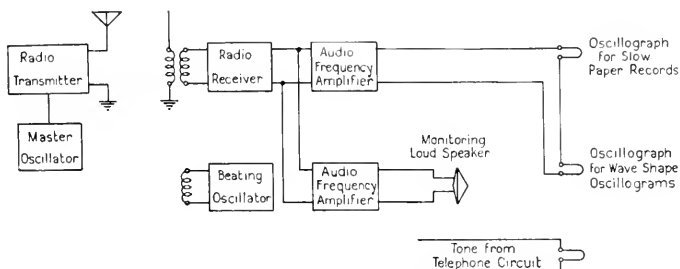 Radio
Transmitter
Master
Oscillator
Radio
Receiver
Audio
Frequency
Amplifier
Oscillograph
for Slow
Paper Records
Beating
Oscillator
Audio
Frequency
Amplifier
Monitoring
Loud Speaker
Oscillograph
for Wave Shape
Oscillograms
Tone from
Telephone Circuit